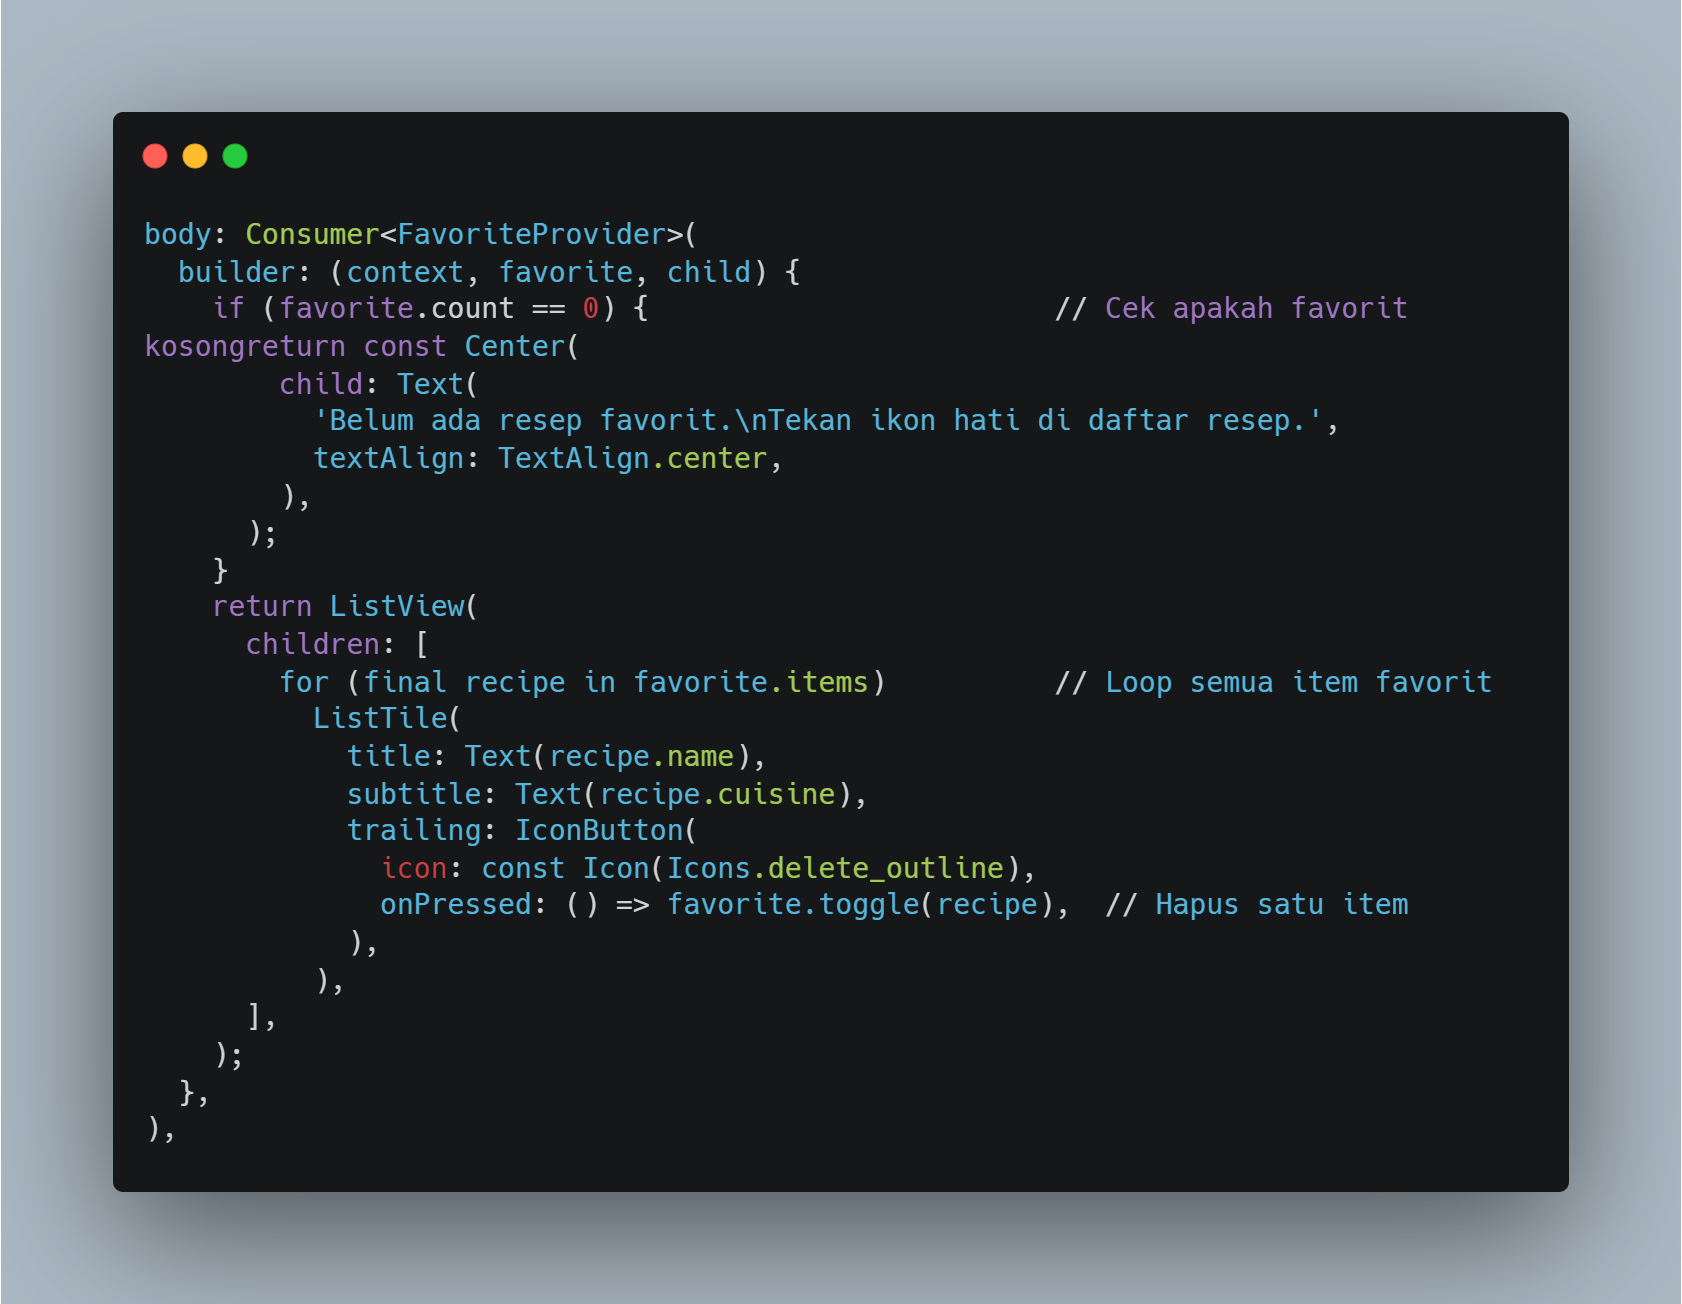 body: Consumer<FavoriteProvider>(
  builder: (context, favorite, child) {
    if (favorite.count == 0) {                        // Cek apakah favorit
kosongreturn const Center(
        child: Text(
          'Belum ada resep favorit.\nTekan ikon hati di daftar resep.',
          textAlign: TextAlign.center,
        ),
      );
    }
    return ListView(
      children: [
        for (final recipe in favorite.items)          // Loop semua item favorit
          ListTile(
            title: Text(recipe.name),
            subtitle: Text(recipe.cuisine),
            trailing: IconButton(
              icon: const Icon(Icons.delete_outline),
              onPressed: () => favorite.toggle(recipe),  // Hapus satu item
            ),
          ),
      ],
    );
  },
),